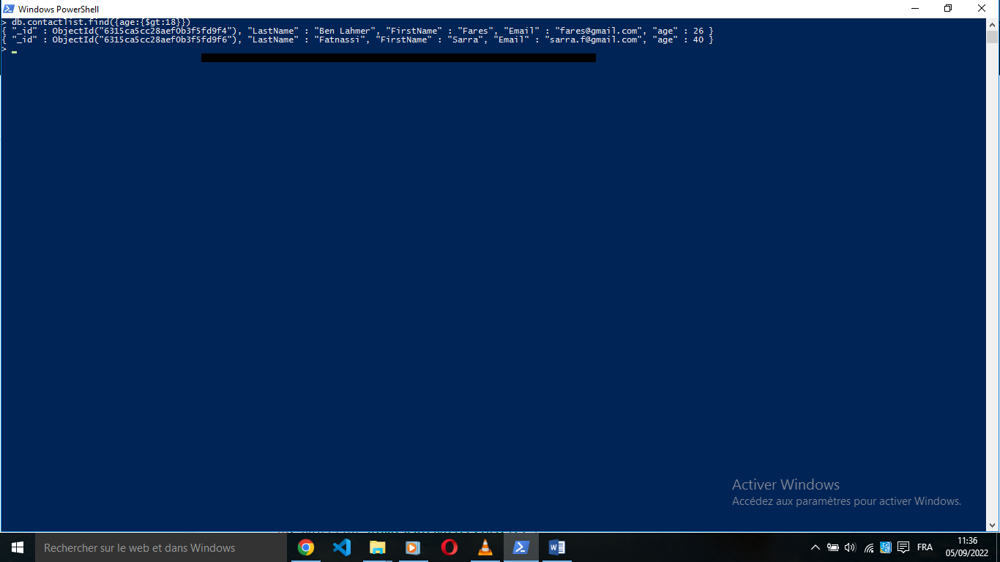 Windows PowerShell
> db.contactlist.find({age:{$gt:18}})
{ "_id" : ObjectId("6315ca5cc28aef0b3f5fd9f4"), "LastName" : "Ben Lahmer", "FirstName" : "Fares", "Email" : "fares@gmail.com", "age" : 26 }
{ "_id" : ObjectId("6315ca5cc28aef0b3f5fd9f6"), "LastName" : "Fatnassi", "FirstName" : "Sarra", "Email" : "sarra.f@gmail.com", "age" : 40 }
>
Activer Windows
Accédez aux paramètres pour activer Windows.
Rechercher sur le web et dans Windows
FRA
11:36
05/09/2022